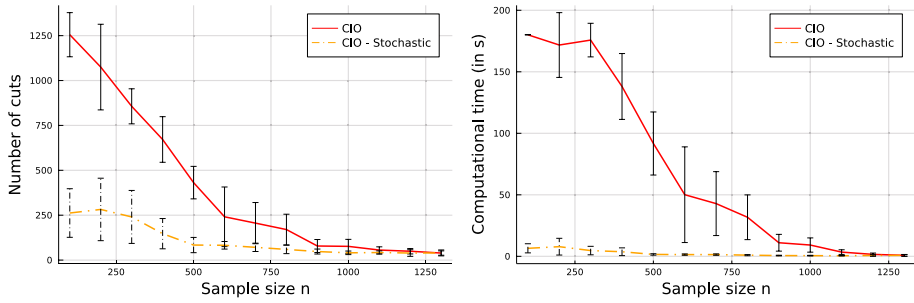 1250
1000
750
500
250
0
Number of cuts
CIO
CIO - Stochastic
250
500
750
1000
1250
Sample size n
200
150
100
50
0
Computational time (in s)
CIO
CIO - Stochastic
250
500
750
1000
1250
Sample size n